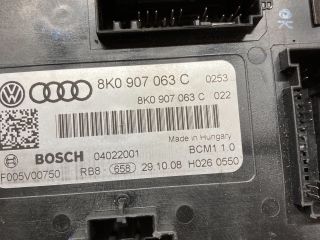 8K0 907 063 C 0253
8K0 907 063 C 022
Made in Hungary
BOSCH 04022001 BCM1 1.0
F005V00750 RB8 658 29.10.08 H026 0550